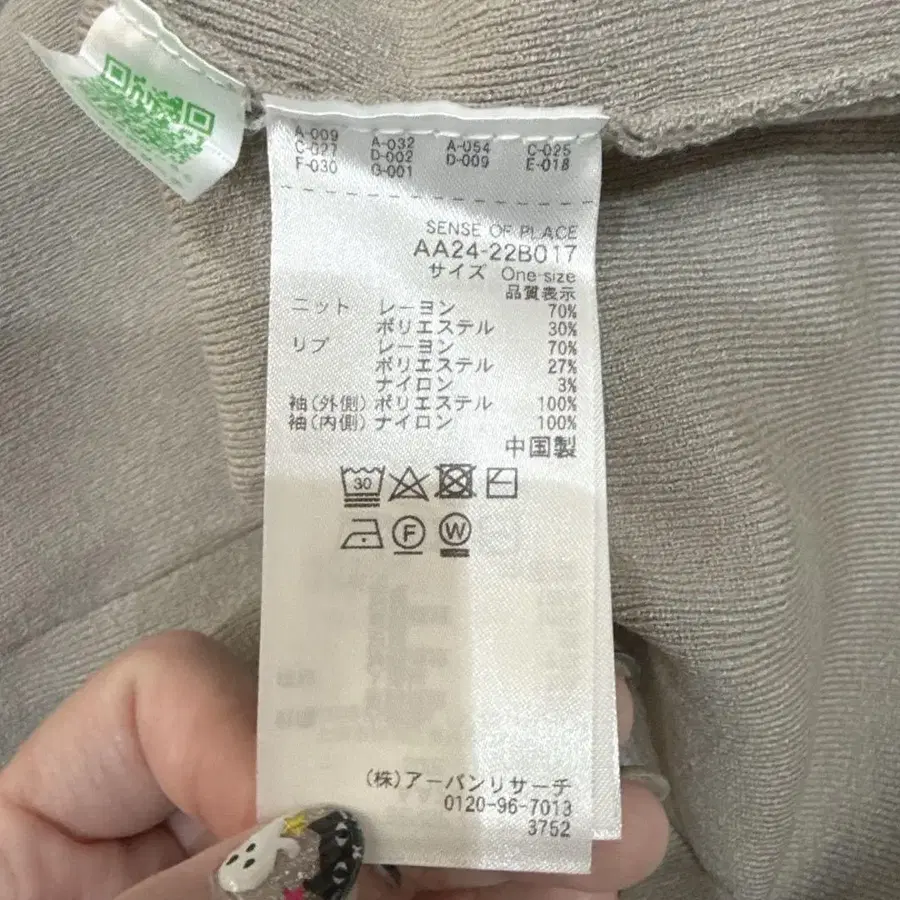 A-009 A-032 A-054 C-025
C-027 D-002 D-009 E-018
F-030 G-001
SENSE OF PLACE
AA24-22B017
サイズ One size
品質表示
ニット レーヨン 70%
ポリエステル 30%
リブ レーヨン 70%
ポリエステル 27%
ナイロン 3%
袖(外側) ポリエステル 100%
袖(内側) ナイロン 100%
中国製
30
F W
(株)アーバンリサーチ
0120-96-7013
3752